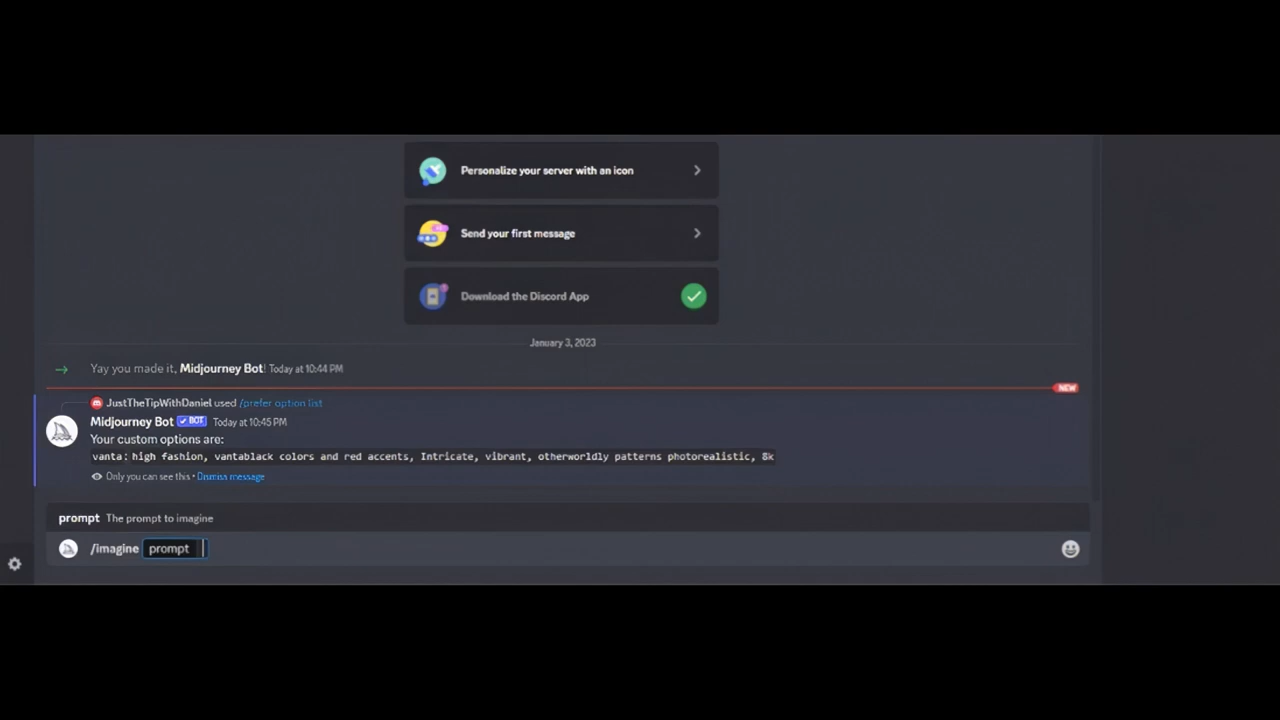 Personalize your server with an icon
Send your first message
Download the Discord App
January 3, 2023
Yay you made it, Midjourney Bot! Today at 10:44 PM
NEW
JustTheTipWithDaniel used /prefer option list
Midjourney Bot BOT Today at 10:45 PM
Your custom options are:
vanta: high fashion, vantablack colors and red accents, Intricate, vibrant, otherworldly patterns photorealistic, 8k
Only you can see this • Dismiss message
prompt The prompt to imagine
/imagine prompt